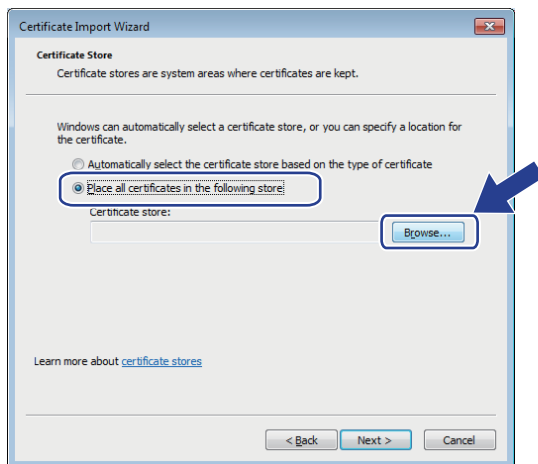 Certificate Import Wizard
Certificate Store
Certificate stores are system areas where certificates are kept.
Windows can automatically select a certificate store, or you can specify a location for
the certificate.
Automatically select the certificate store based on the type of certificate
Place all certificates in the following store
Certificate store:
Browse...
Learn more about certificate stores
< Back Next > Cancel